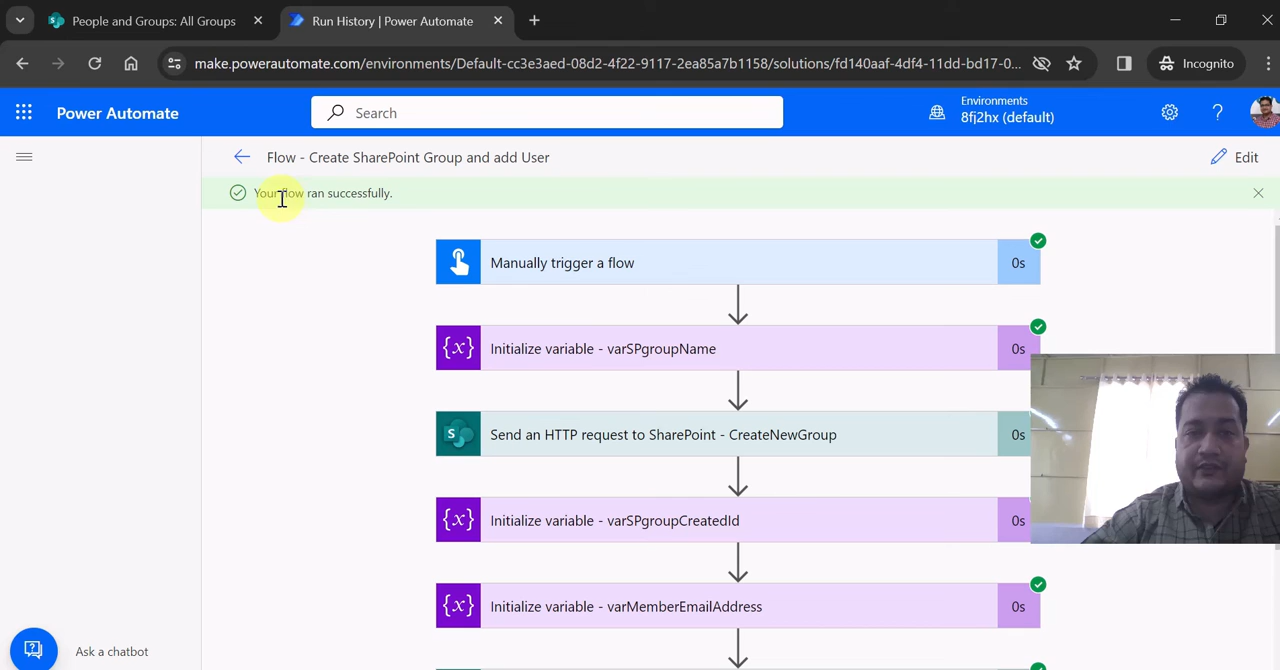 People and Groups: All Groups
Run History | Power Automate
make.powerautomate.com/environments/Default-cc3e3aed-08d2-4f22-9117-2ea85a7b1158/solutions/fd140aaf-4df4-11dd-bd17-0...
Incognito
Power Automate
Search
Environments
8fj2hx (default)
Flow - Create SharePoint Group and add User
Edit
Your flow ran successfully.
Manually trigger a flow
0s
{x}
Initialize variable - varSPgroupName
0s
S
Send an HTTP request to SharePoint - CreateNewGroup
0s
{x}
Initialize variable - varSPgroupCreatedId
0s
{x}
Initialize variable - varMemberEmailAddress
0s
Ask a chatbot